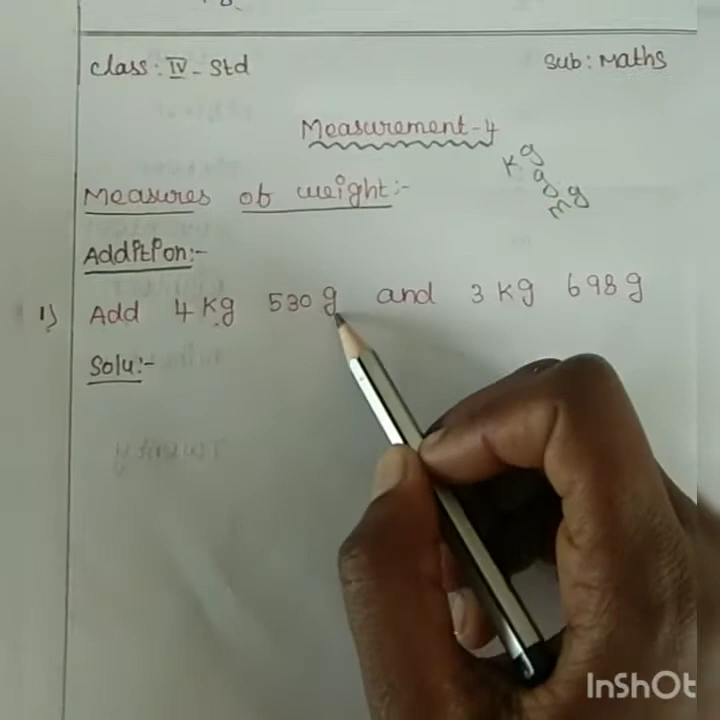 Class : IV - Std
Sub : Maths
Measurement - 4
Kg
g
mg
Measures of weight :-
Addition :-
1) Add 4 Kg 530 g and 3 Kg 698 g
Solu :-
InShOt